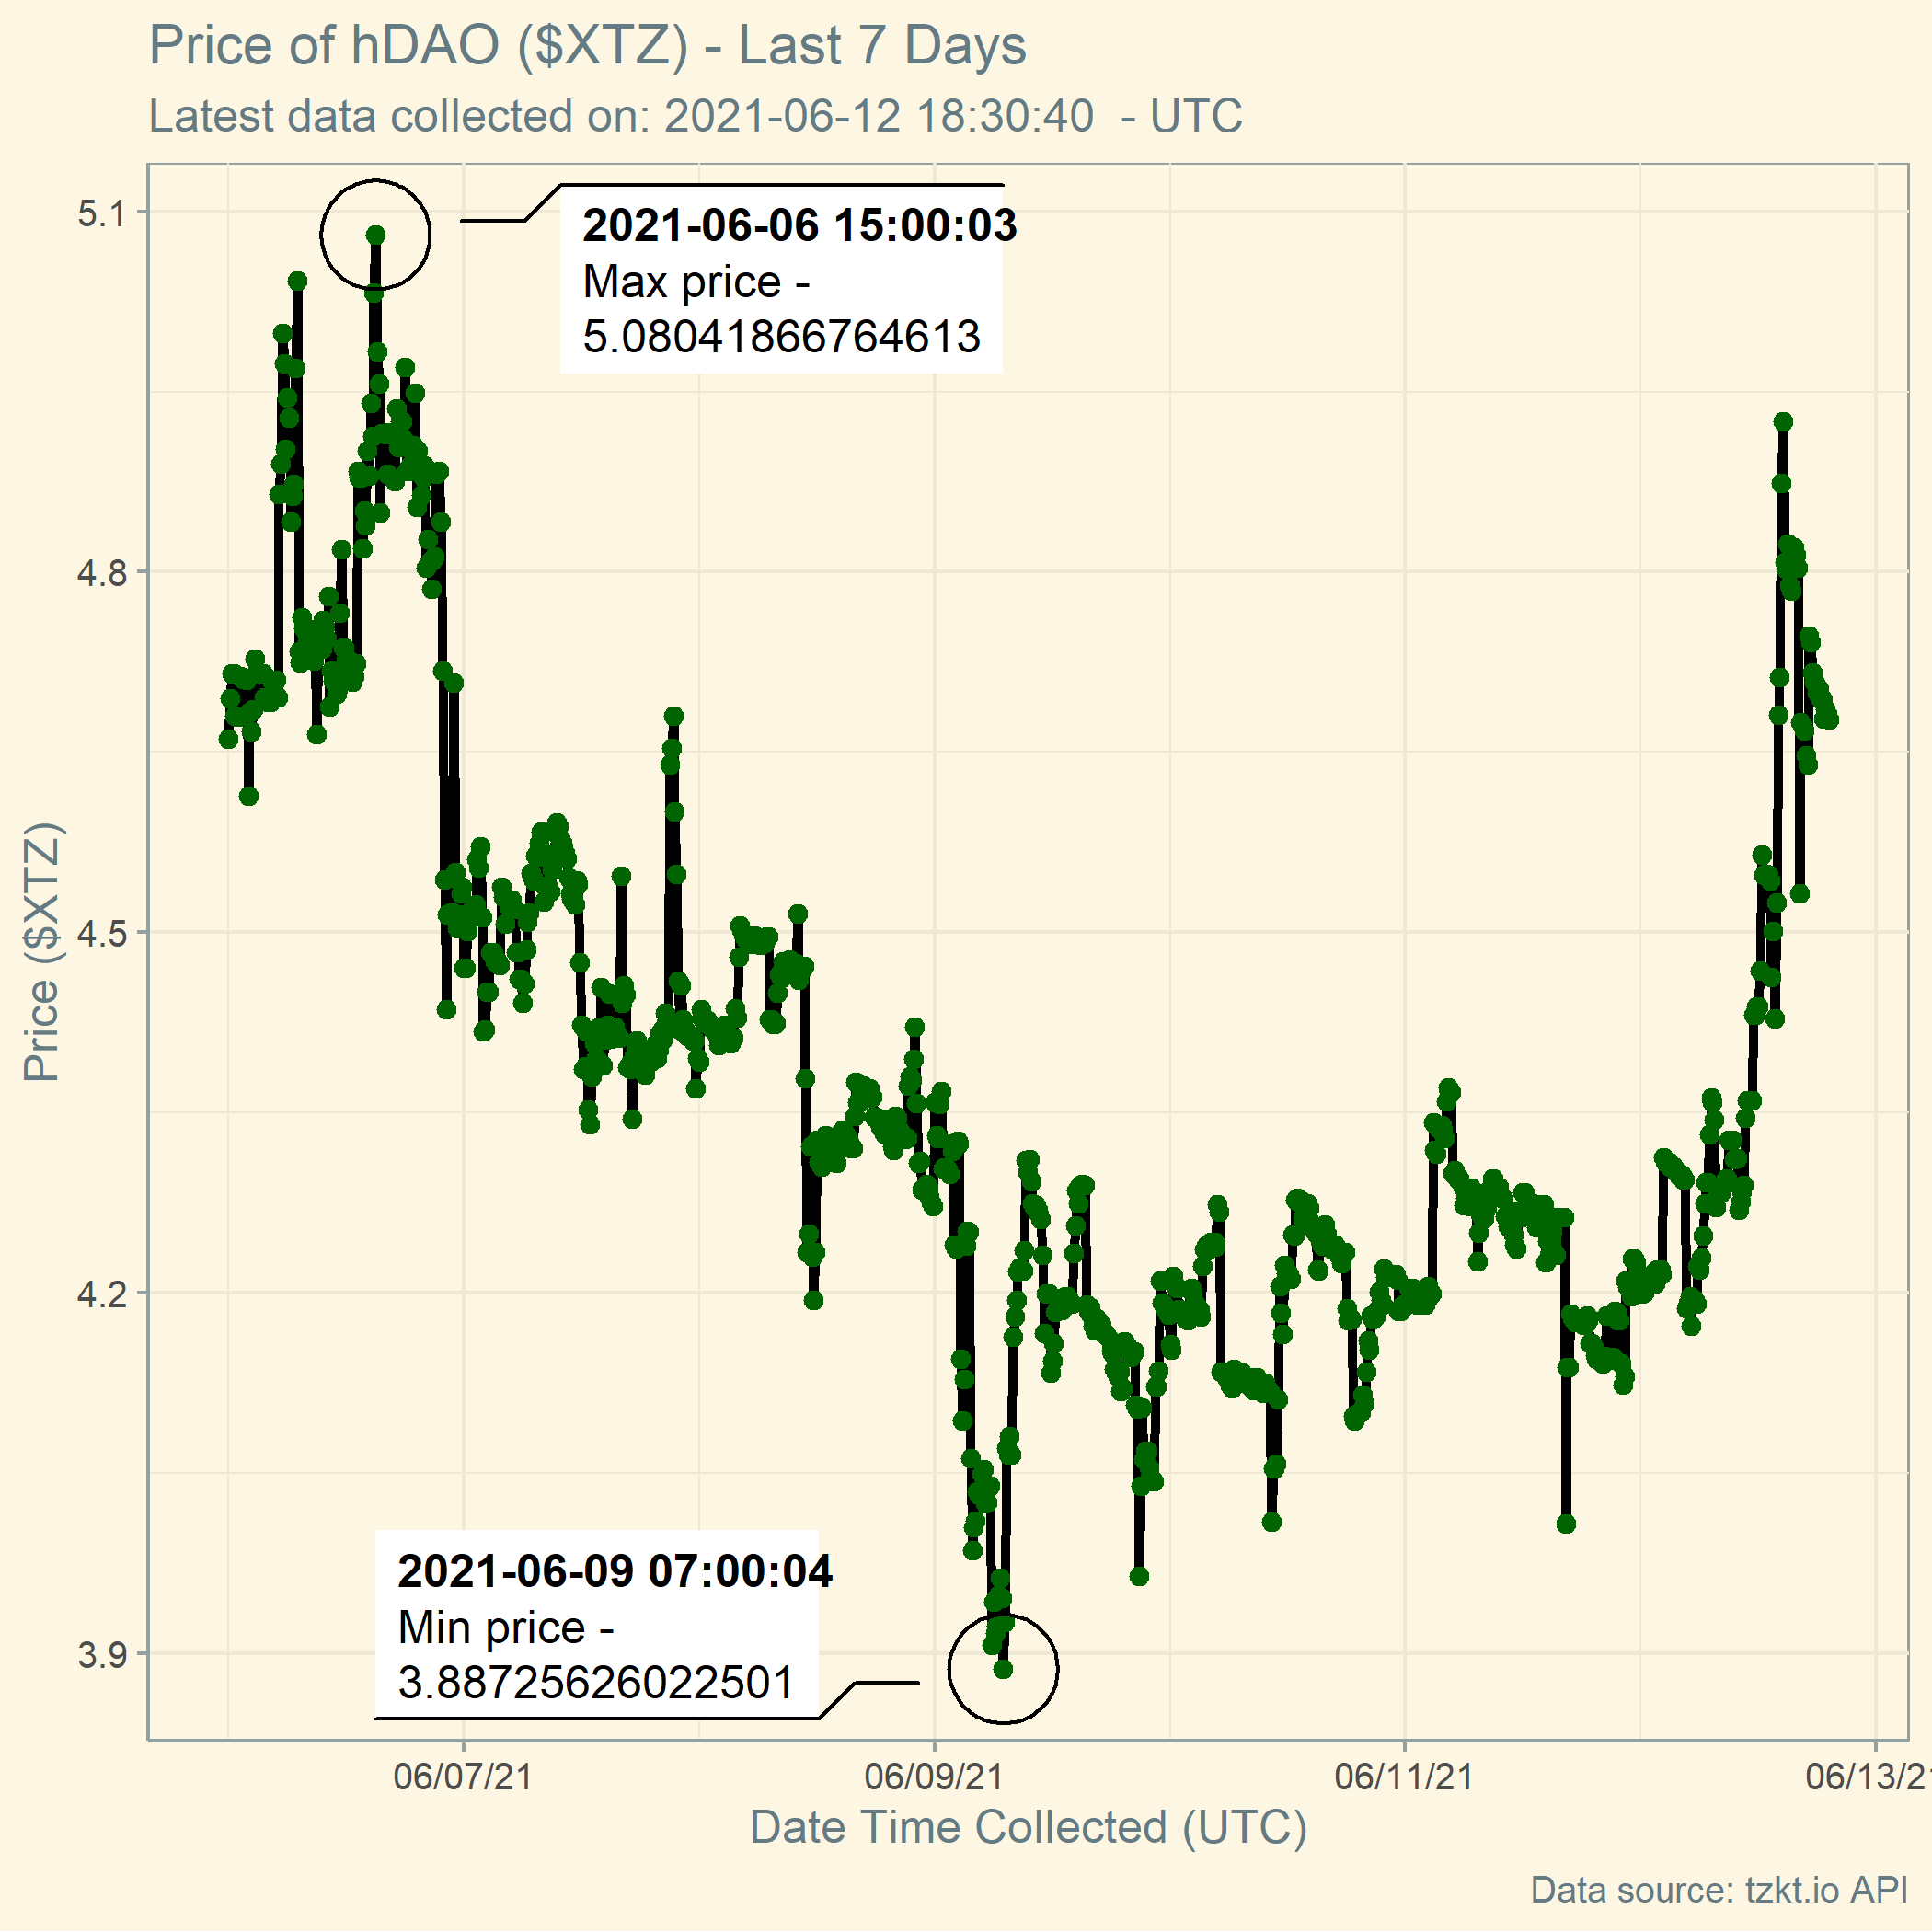 Price of hDAO ($XTZ) - Last 7 Days
Latest data collected on: 2021-06-12 18:30:40  - UTC
5.1
4.8
4.5
4.2
3.9
Price ($XTZ)
2021-06-06 15:00:03
Max price -
5.08041866764613
2021-06-09 07:00:04
Min price -
3.88725626022501
06/07/21
06/09/21
06/11/21
06/13/21
Date Time Collected (UTC)
Data source: tzkt.io API